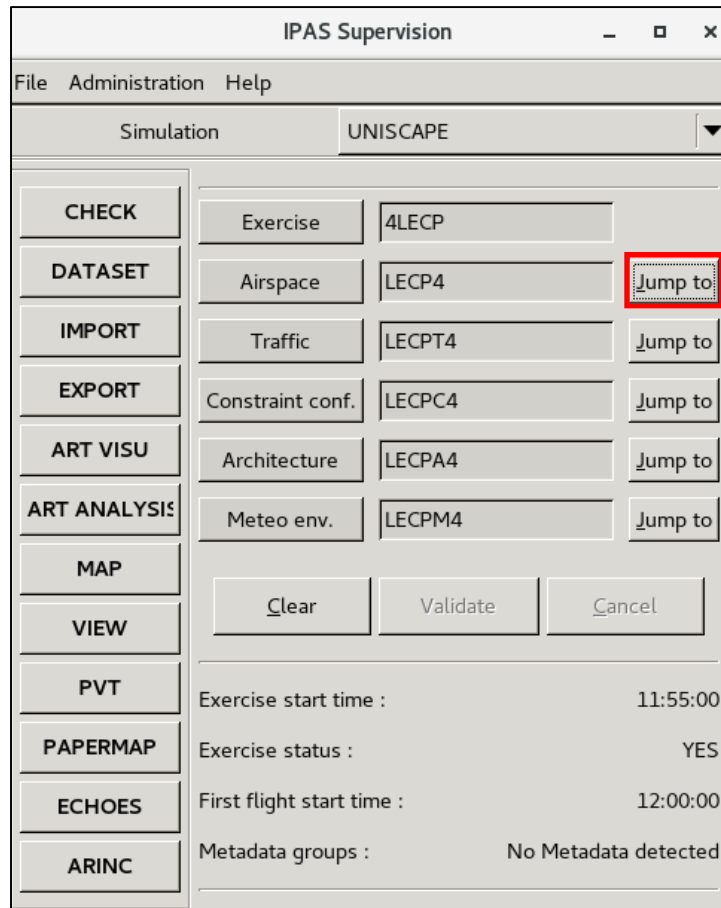 IPAS Supervision
File Administration Help
Simulation UNISCAPE
CHECK
DATASET
IMPORT
EXPORT
ART VISU
ART ANALYSIS
MAP
VIEW
PVT
PAPERMAP
ECHOES
ARINC
Exercise 4LECP
Airspace LECP4 Jump to
Traffic LECPT4 Jump to
Constraint conf. LECPC4 Jump to
Architecture LECPA4 Jump to
Meteo env. LECPM4 Jump to
Clear Validate Cancel
Exercise start time : 11:55:00
Exercise status : YES
First flight start time : 12:00:00
Metadata groups : No Metadata detected